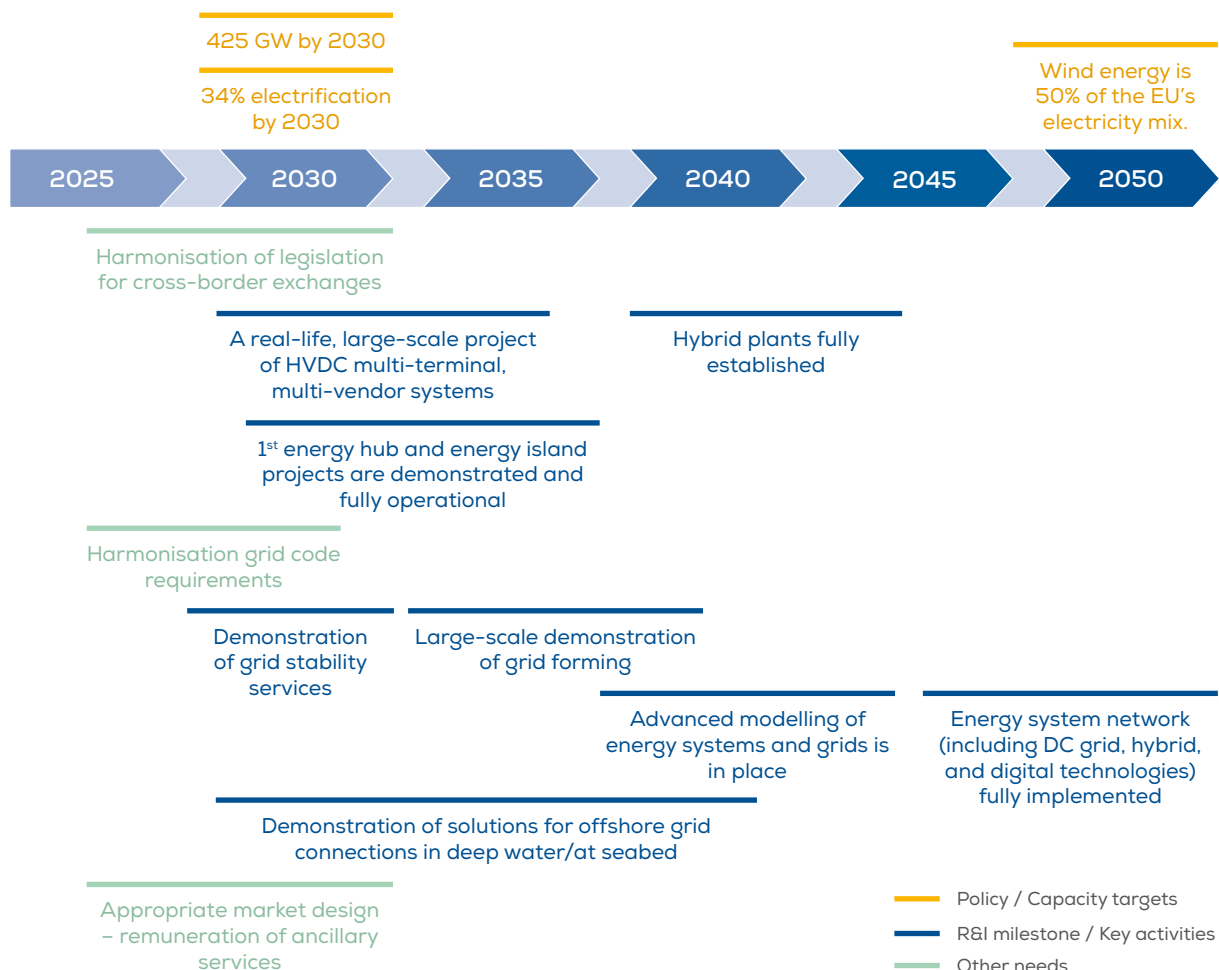 425 GW by 2030
34% electrification
by 2030
Wind energy is
50% of the EU's
electricity mix.
2025
2030
2035
2040
2045
2050
Harmonisation of legislation
for cross-border exchanges
A real-life, large-scale project
of HVDC multi-terminal,
multi-vendor systems
Hybrid plants fully
established
1st energy hub and energy island
projects are demonstrated and
fully operational
Harmonisation grid code
requirements
Demonstration
of grid stability
services
Large-scale demonstration
of grid forming
Advanced modelling of
energy systems and grids is
in place
Energy system network
(including DC grid, hybrid,
and digital technologies)
fully implemented
Demonstration of solutions for offshore grid
connections in deep water/at seabed
Appropriate market design
– remuneration of ancillary
services
Policy / Capacity targets
R&I milestone / Key activities
Other needs